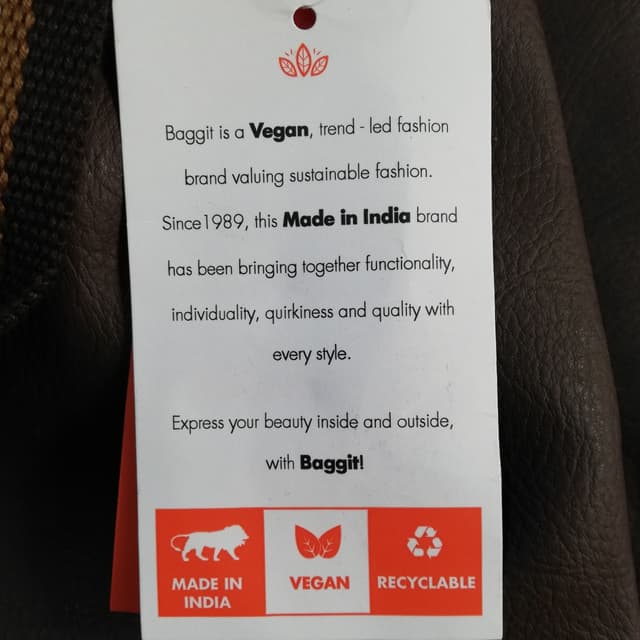 Baggit is a Vegan, trend - led fashion
brand valuing sustainable fashion.
Since1989, this Made in India brand
has been bringing together functionality,
individuality, quirkiness and quality with
every style.
Express your beauty inside and outside,
with Baggit!
MADE IN
INDIA
VEGAN
RECYCLABLE